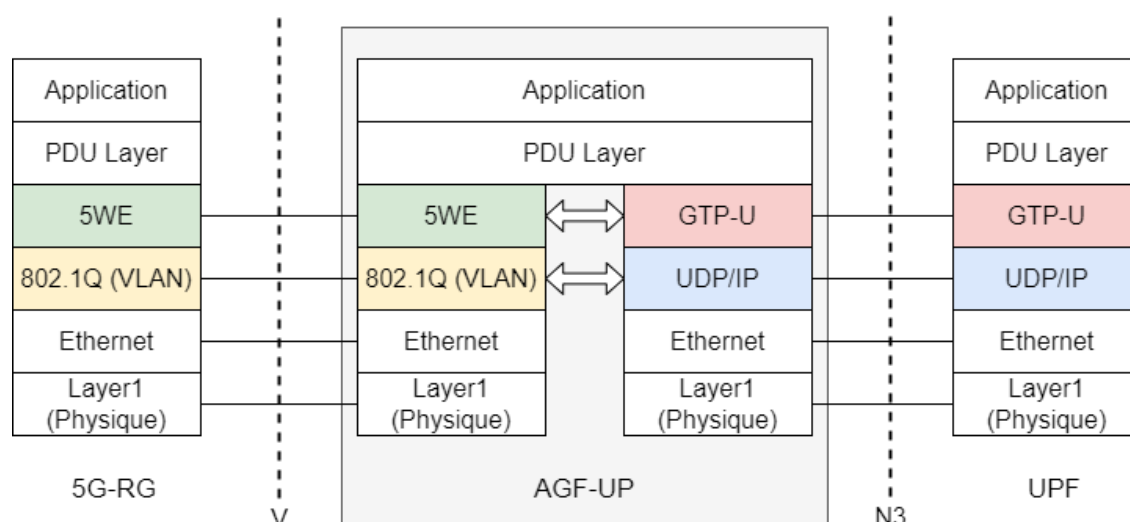 Application
PDU Layer
5WE
802.1Q (VLAN)
Ethernet
Layer1
(Physique)
5G-RG
V
Application
PDU Layer
5WE
GTP-U
802.1Q (VLAN)
UDP/IP
Ethernet
Ethernet
Layer1
(Physique)
Layer1
(Physique)
AGF-UP
N3
Application
PDU Layer
GTP-U
UDP/IP
Ethernet
Layer1
(Physique)
UPF